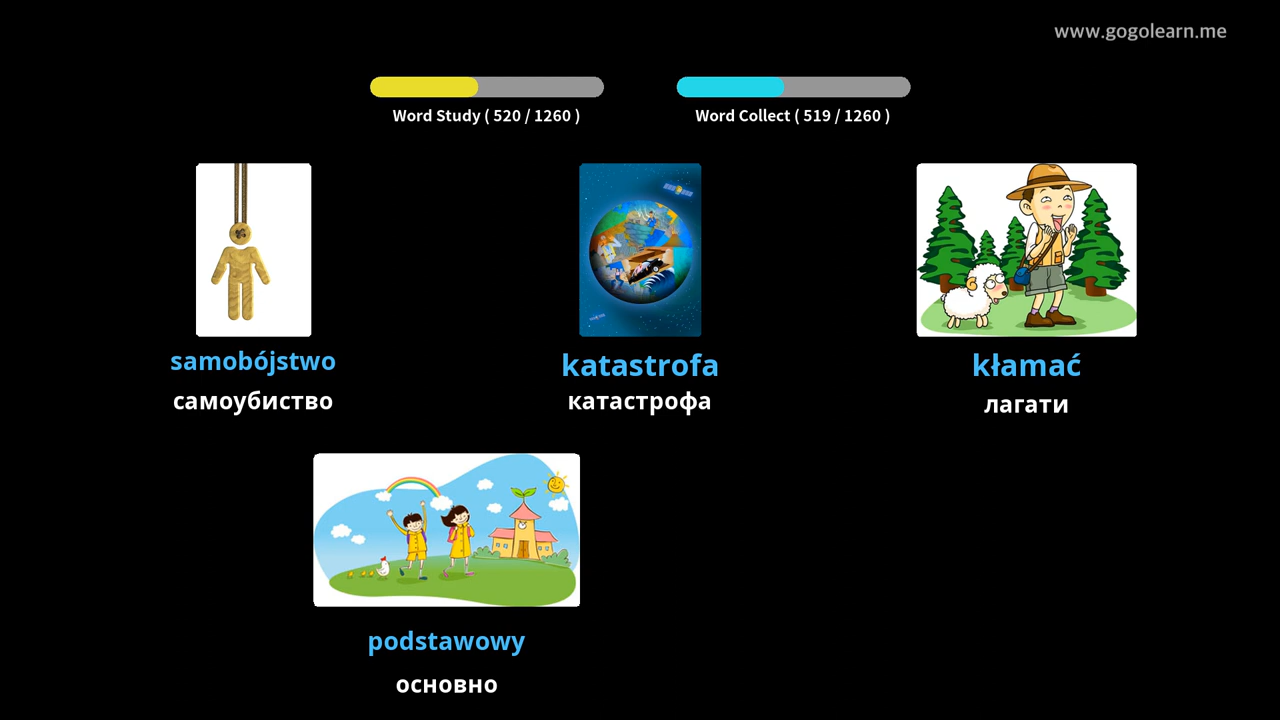 www.gogolearn.me
Word Study ( 520 / 1260 )
Word Collect ( 519 / 1260 )
samobójstwo
самоубиство
katastrofa
катастрофа
kłamać
лагати
podstawowy
основно